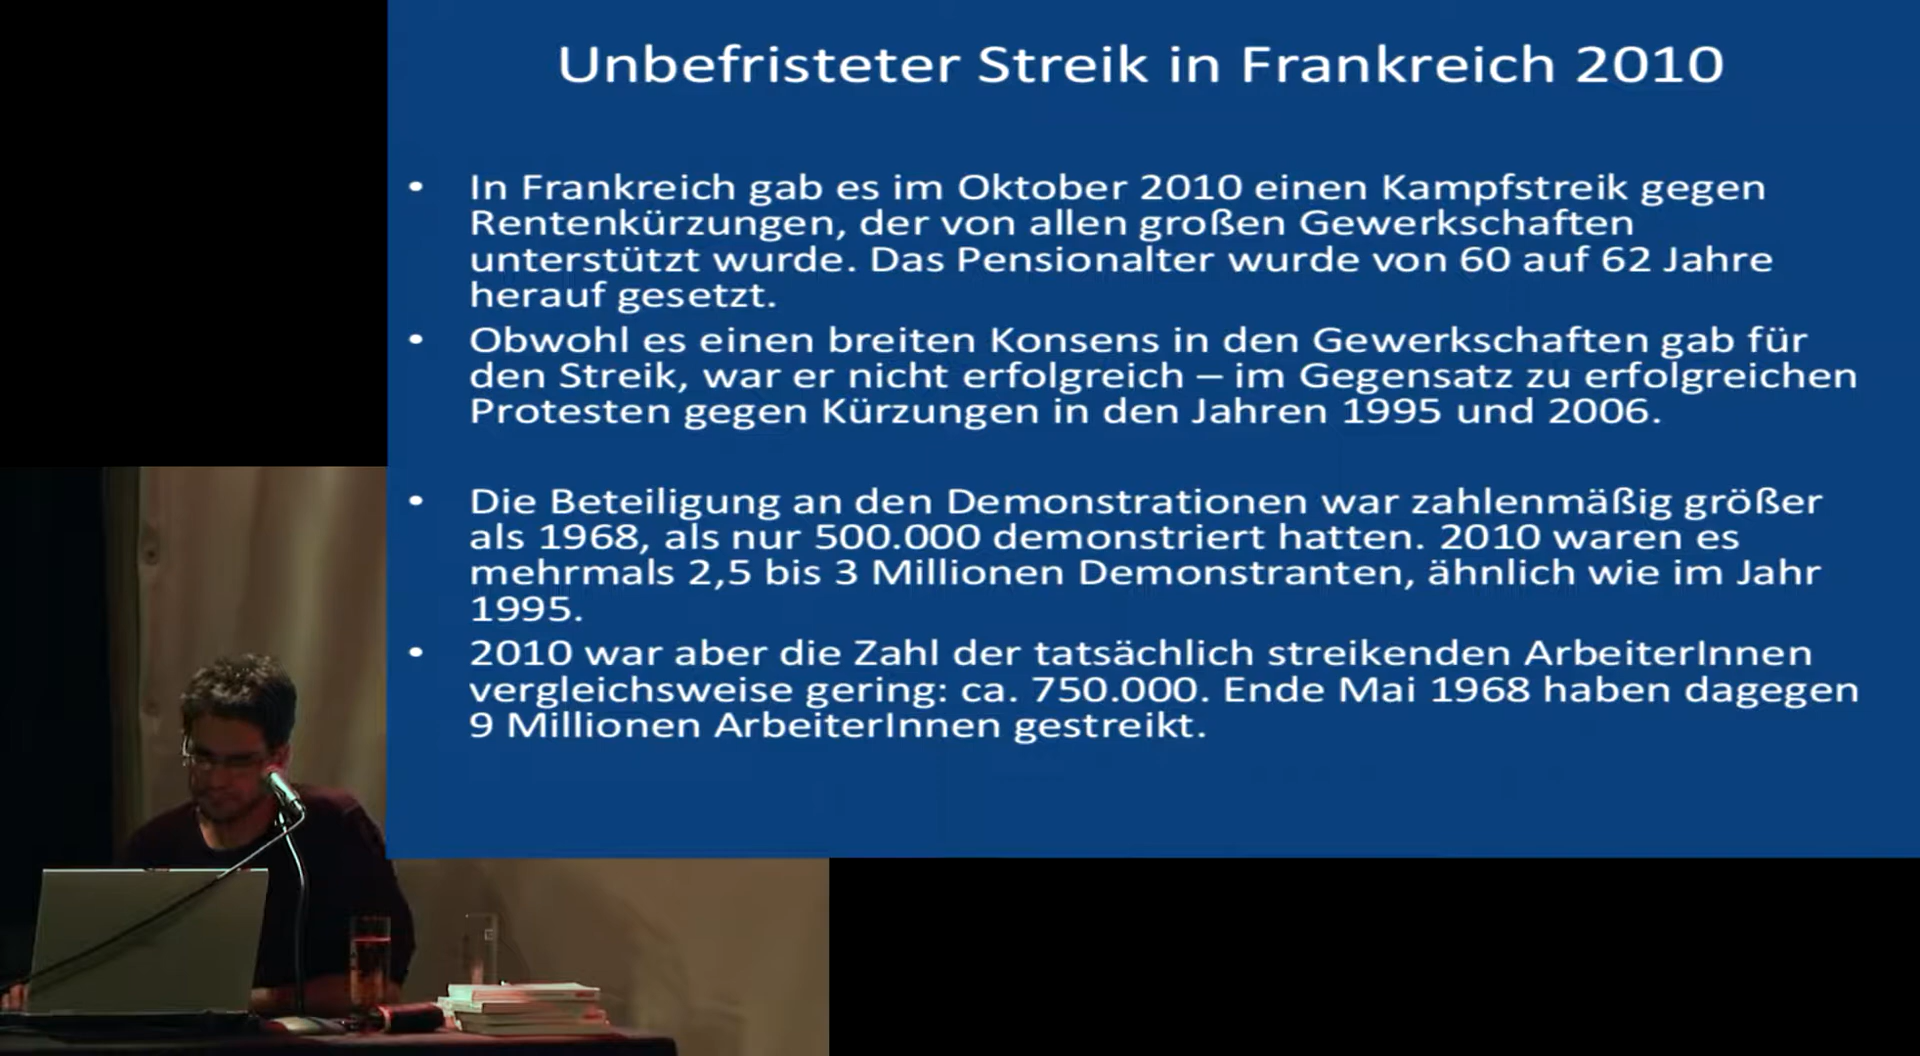 Unbefristeter Streik in Frankreich 2010
• In Frankreich gab es im Oktober 2010 einen Kampfstreik gegen
Rentenkürzungen, der von allen großen Gewerkschaften
unterstützt wurde. Das Pensionalter wurde von 60 auf 62 Jahre
herauf gesetzt.
• Obwohl es einen breiten Konsens in den Gewerkschaften gab für
den Streik, war er nicht erfolgreich – im Gegensatz zu erfolgreichen
Protesten gegen Kürzungen in den Jahren 1995 und 2006.
• Die Beteiligung an den Demonstrationen war zahlenmäßig größer
als 1968, als nur 500.000 demonstriert hatten. 2010 waren es
mehrmals 2,5 bis 3 Millionen Demonstranten, ähnlich wie im Jahr
1995.
• 2010 war aber die Zahl der tatsächlich streikenden ArbeiterInnen
vergleichsweise gering: ca. 750.000. Ende Mai 1968 haben dagegen
9 Millionen ArbeiterInnen gestreikt.